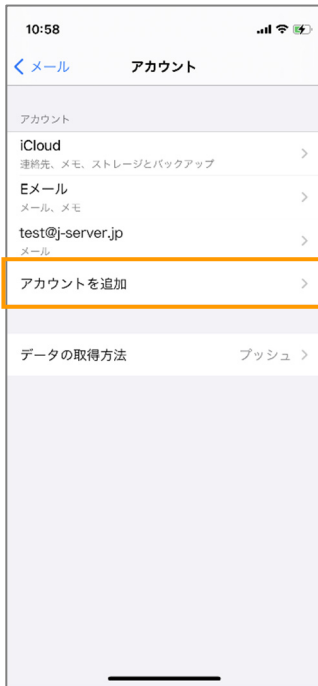 10:58
メール
アカウント
アカウント
iCloud
連絡先、メモ、ストレージとバックアップ
Eメール
メール、メモ
test@j-server.jp
メール
アカウントを追加
データの取得方法 プッシュ